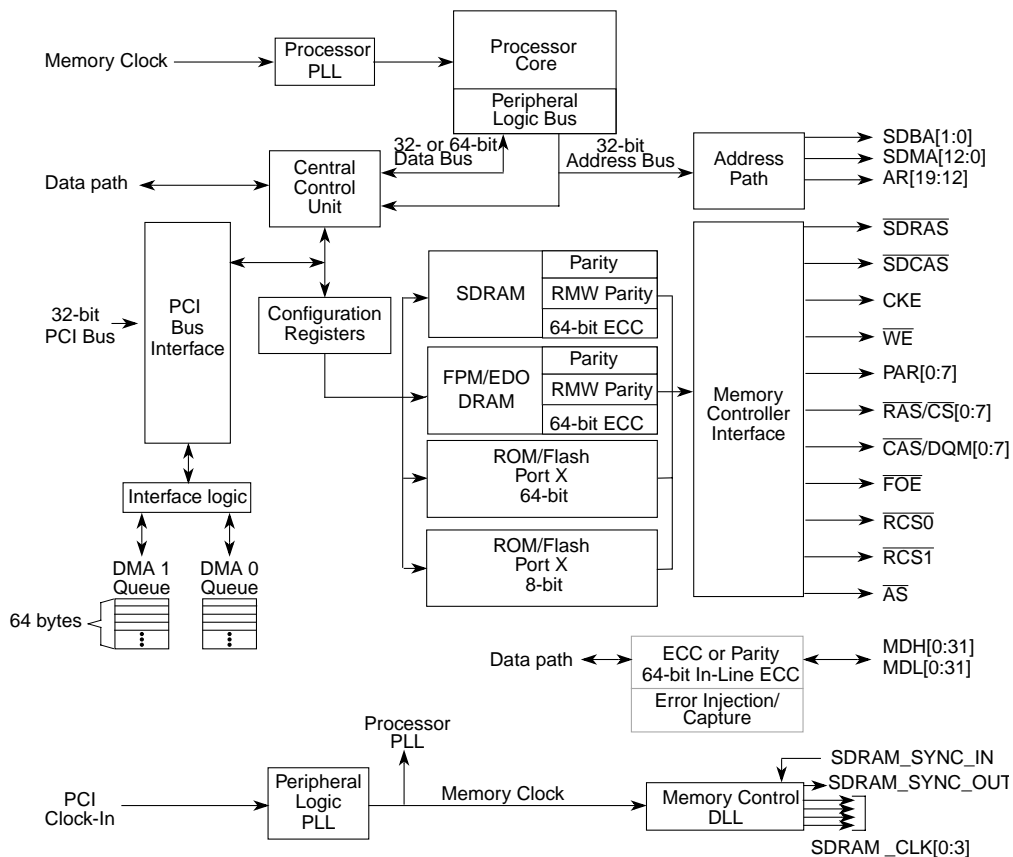 Memory Clock
Processor
PLL
Processor
Core
Peripheral
Logic Bus
32- or 64-bit
Data Bus
32-bit
Address Bus
Address
Path
SDBA[1:0]
SDMA[12:0]
AR[19:12]
Data path
Central
Control
Unit
32-bit
PCI Bus
PCI
Bus
Interface
Configuration
Registers
SDRAM
Parity
RMW Parity
64-bit ECC
FPM/EDO
DRAM
Parity
RMW Parity
64-bit ECC
ROM/Flash
Port X
64-bit
ROM/Flash
Port X
8-bit
Memory
Controller
Interface
SDRAS
SDCAS
CKE
WE
PAR[0:7]
RAS/CS[0:7]
CAS/DQM[0:7]
FOE
RCS0
RCS1
AS
Interface logic
DMA 1
Queue
DMA 0
Queue
64 bytes
Data path
ECC or Parity
64-bit In-Line ECC
Error Injection/
Capture
MDH[0:31]
MDL[0:31]
Processor
PLL
PCI
Clock-In
Peripheral
Logic
PLL
Memory Clock
Memory Control
DLL
SDRAM_SYNC_IN
SDRAM_SYNC_OUT
SDRAM _CLK[0:3]